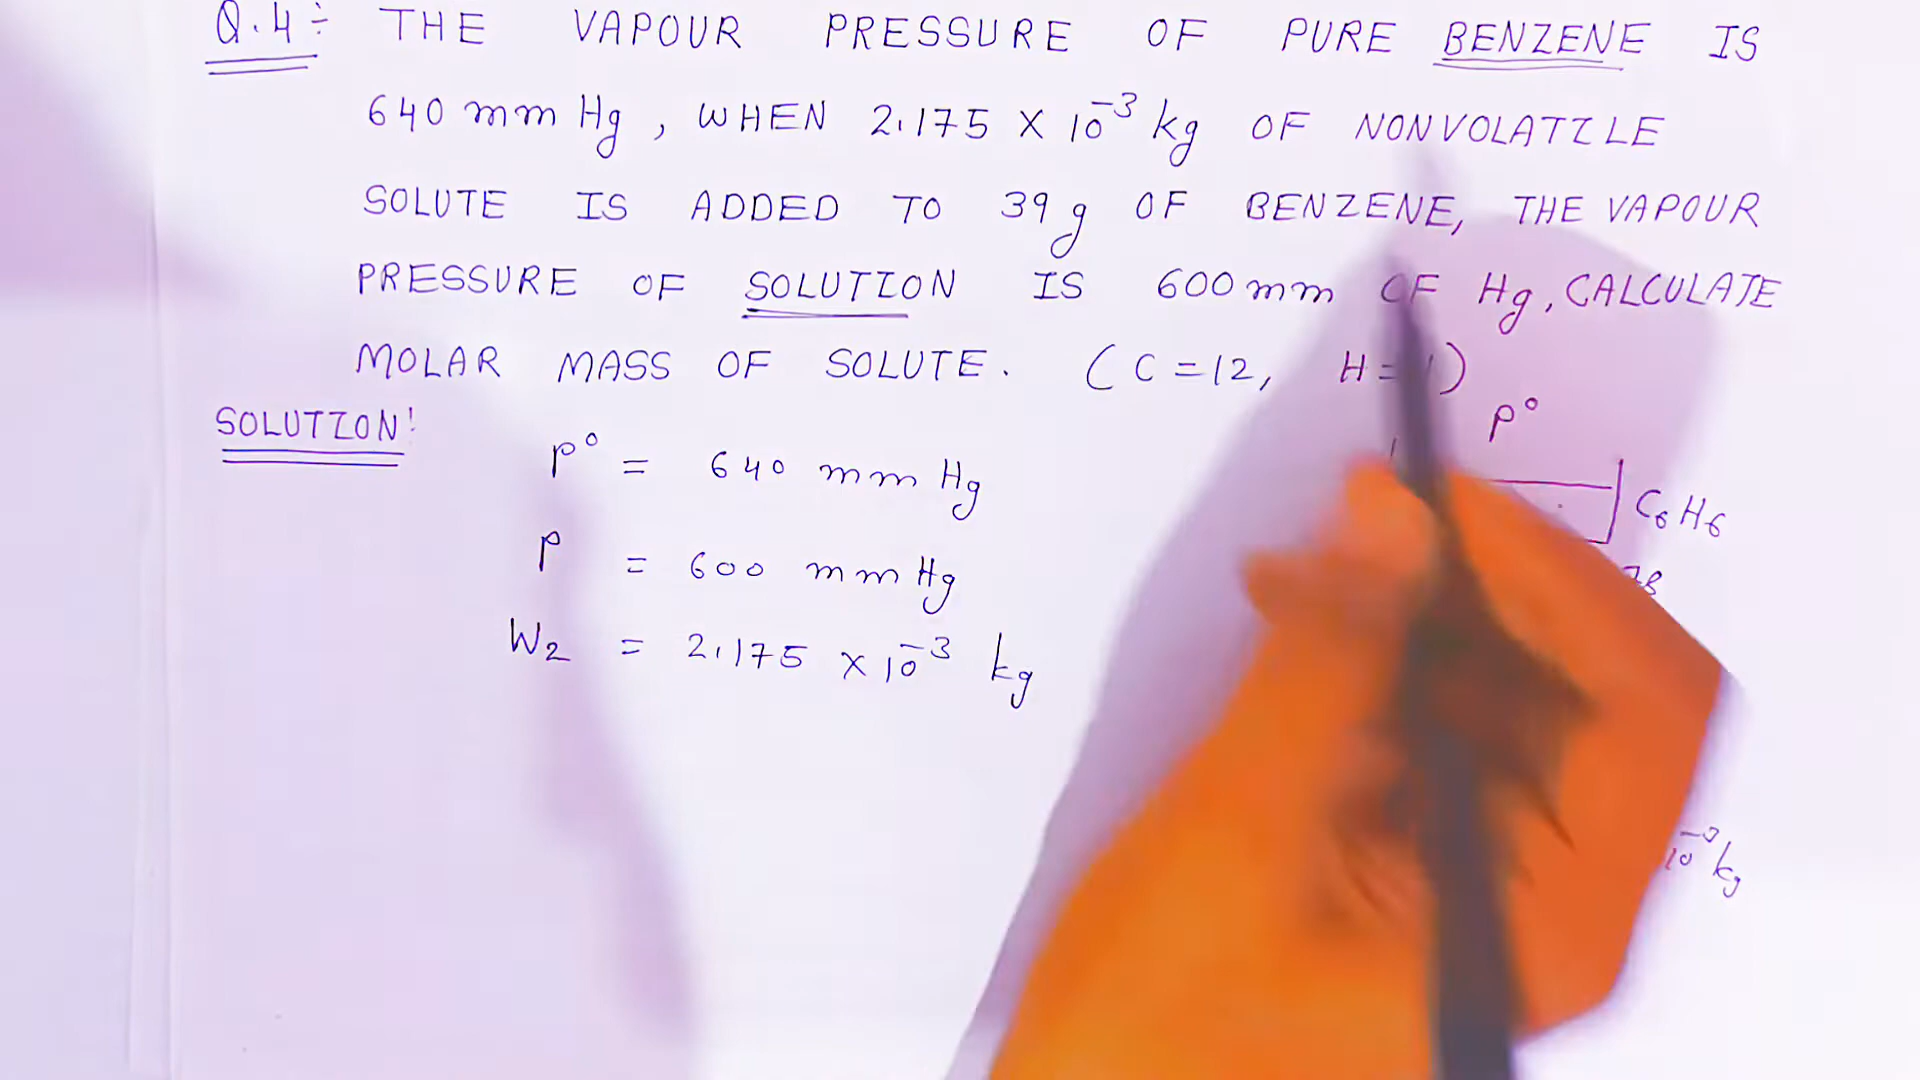 Q.4÷ THE VAPOUR PRESSURE OF PURE BENZENE IS
640 mm Hg, WHEN 2.175 × 10⁻³ kg OF NONVOLATILE
SOLUTE IS ADDED TO 39 g OF BENZENE, THE VAPOUR
PRESSURE OF SOLUTION IS 600 mm OF Hg, CALCULATE
MOLAR MASS OF SOLUTE. (C = 12, H = 1)
SOLUTION:
P° = 640 mm Hg
P = 600 mm Hg
W₂ = 2.175 × 10⁻³ kg
P°
C₆H₆
78
kg